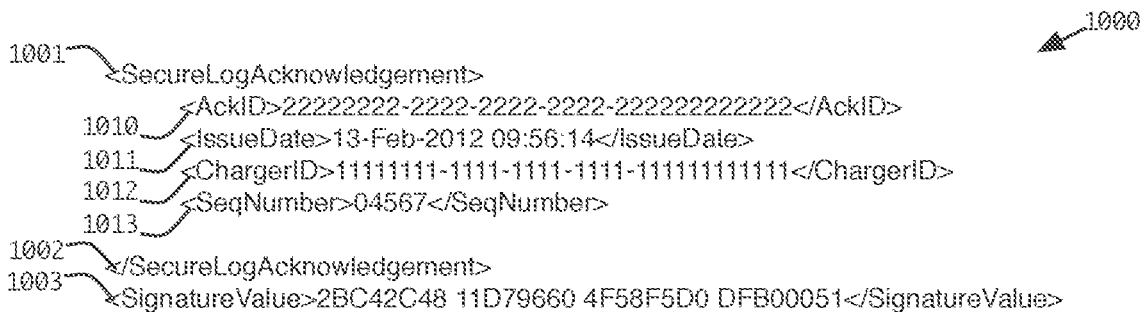 1000
1001
<SecureLogAcknowledgement>
<AckID>22222222-2222-2222-2222-222222222222</AckID>
1010
<IssueDate>13-Feb-2012 09:56:14</IssueDate>
1011
<ChargerID>11111111-1111-1111-1111-111111111111</ChargerID>
1012
<SeqNumber>04567</SeqNumber>
1013
1002
</SecureLogAcknowledgement>
1003
<SignatureValue>2BC42C48 11D79660 4F58F5D0 DFB00051</SignatureValue>